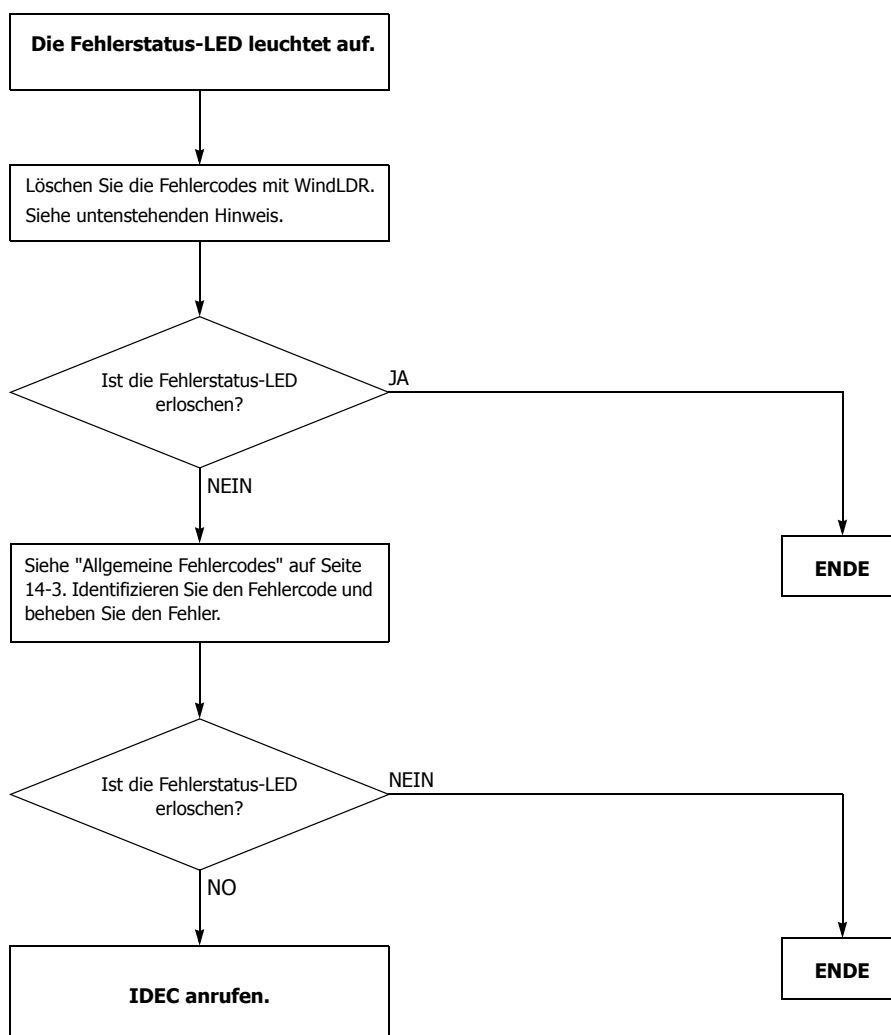 Die Fehlerstatus-LED leuchtet auf.
Löschen Sie die Fehlercodes mit WindLDR.
Siehe untenstehenden Hinweis.
Ist die Fehlerstatus-LED
erloschen?
JA
NEIN
ENDE
Siehe "Allgemeine Fehlercodes" auf Seite
14-3. Identifizieren Sie den Fehlercode und
beheben Sie den Fehler.
Ist die Fehlerstatus-LED
erloschen?
NEIN
NO
ENDE
IDEC anrufen.